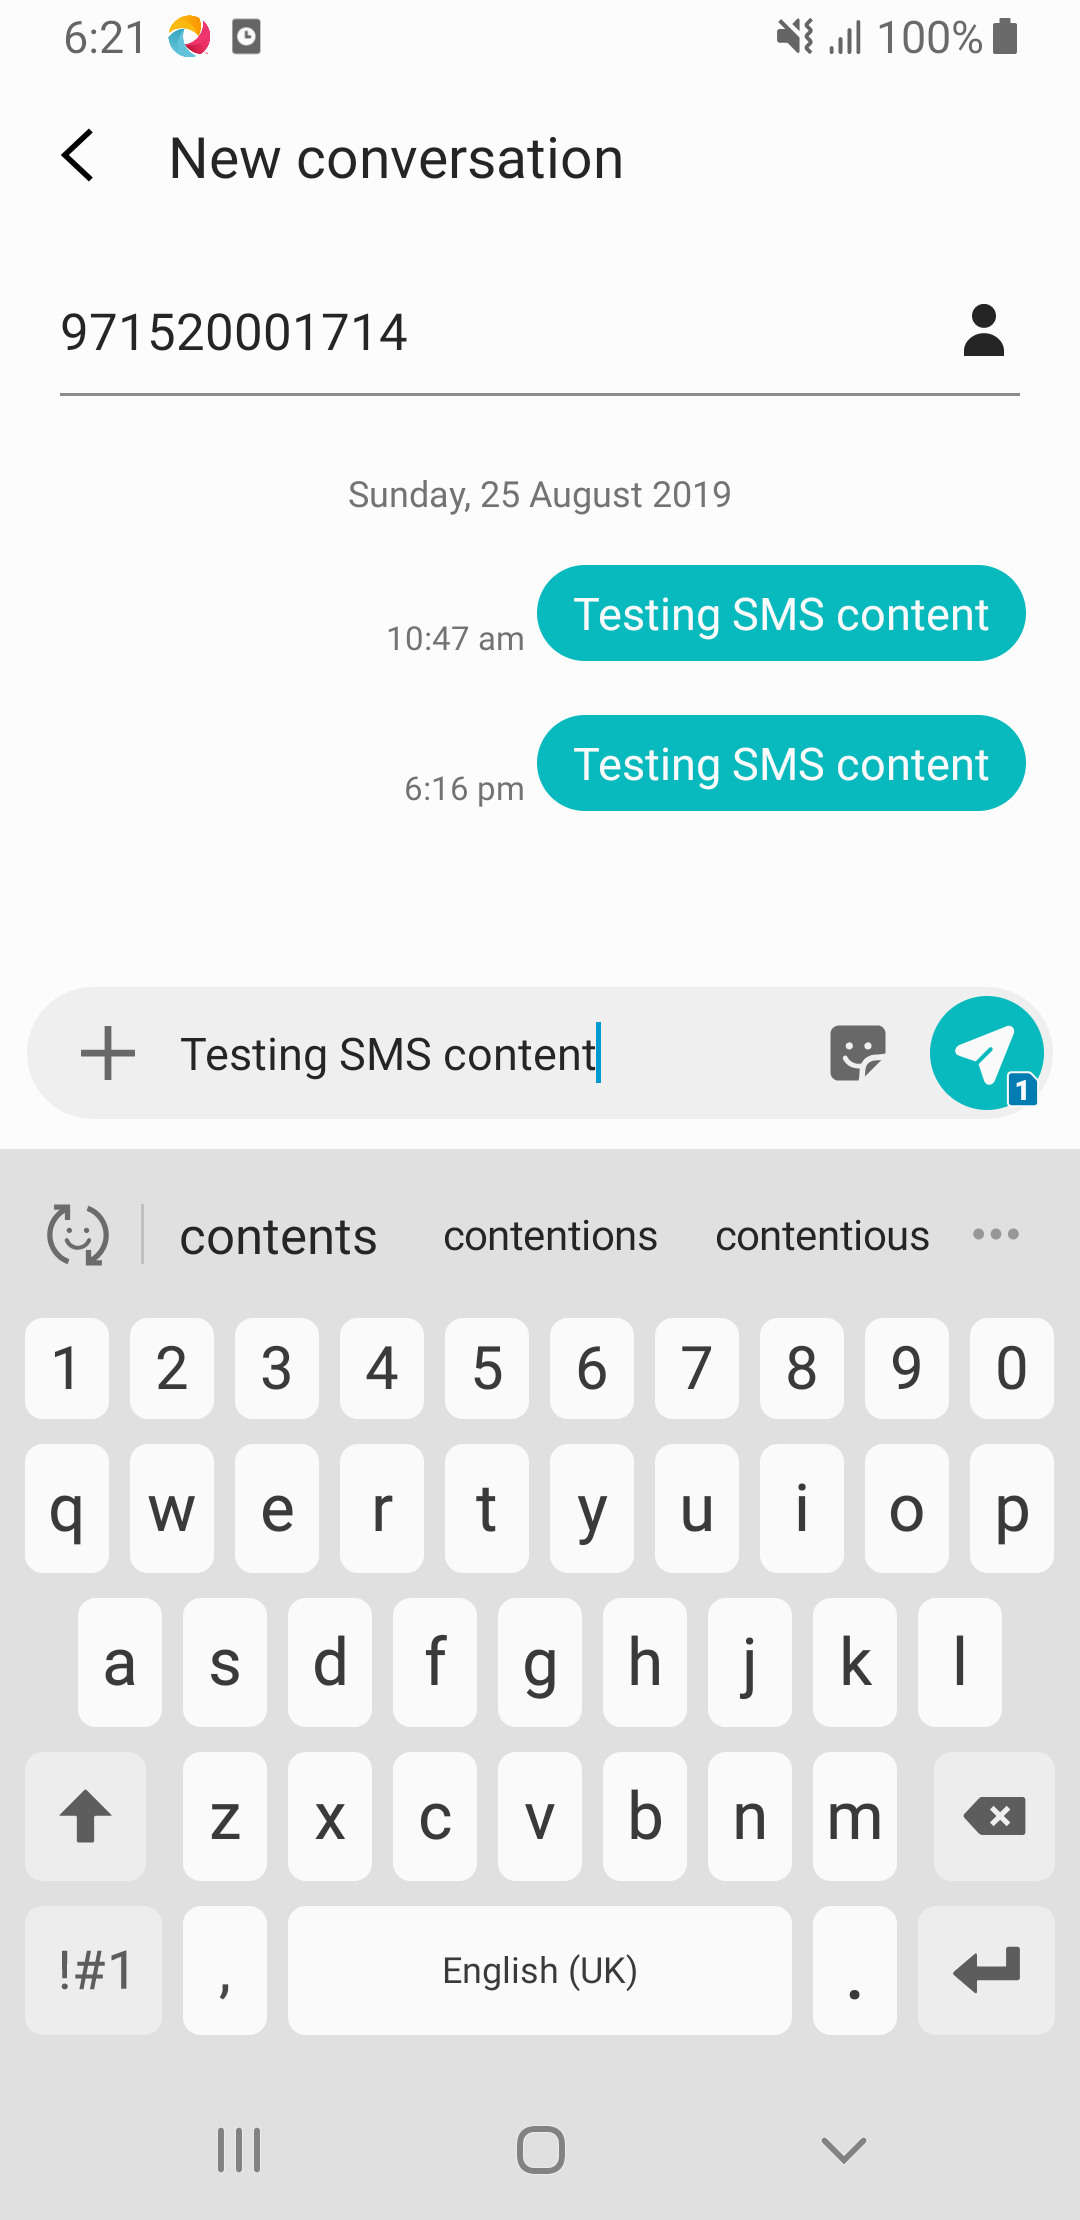 6:21 100%
New conversation
971520001714
Sunday, 25 August 2019
Testing SMS content
10:47 am
Testing SMS content
6:16 pm
Testing SMS content
1
contents contentions contentious
1 2 3 4 5 6 7 8 9 0
q w e r t y u i o p
a s d f g h j k l
z x c v b n m
!#1 , English (UK) .